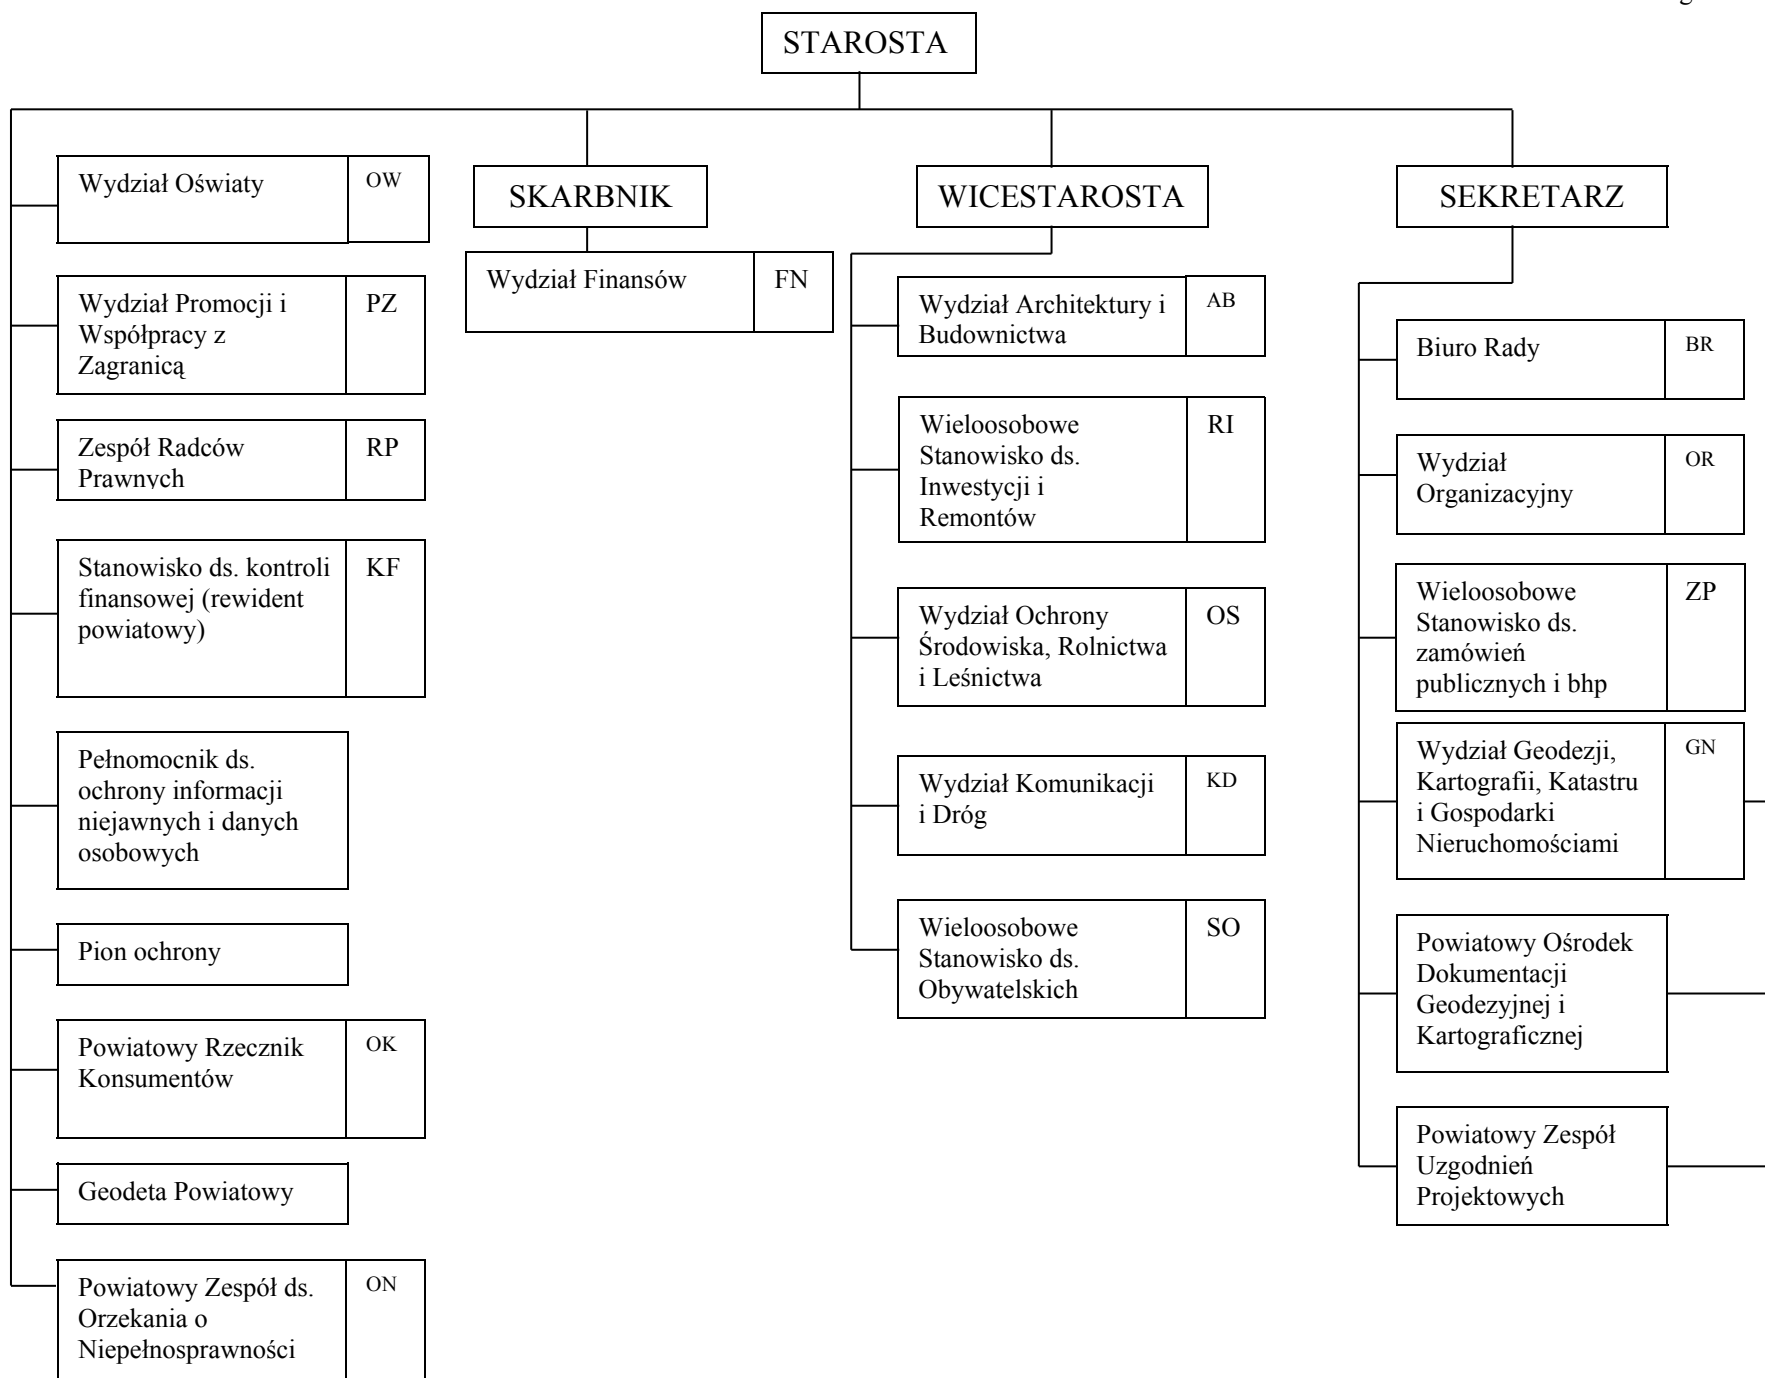 STAROSTA
Wydział Oświaty
OW
Wydział Promocji i
Współpracy z
Zagranicą
PZ
Zespół Radców
Prawnych
RP
Stanowisko ds. kontroli
finansowej (rewident
powiatowy)
KF
Pełnomocnik ds.
ochrony informacji
niejawnych i danych
osobowych
Pion ochrony
Powiatowy Rzecznik
Konsumentów
OK
Geodeta Powiatowy
Powiatowy Zespół ds.
Orzekania o
Niepełnosprawności
ON
SKARBNIK
Wydział Finansów
FN
WICESTAROSTA
Wydział Architektury i
Budownictwa
AB
Wieloosobowe
Stanowisko ds.
Inwestycji i
Remontów
RI
Wydział Ochrony
Środowiska, Rolnictwa
i Leśnictwa
OS
Wydział Komunikacji
i Dróg
KD
Wieloosobowe
Stanowisko ds.
Obywatelskich
SO
SEKRETARZ
Biuro Rady
BR
Wydział
Organizacyjny
OR
Wieloosobowe
Stanowisko ds.
zamówień
publicznych i bhp
ZP
Wydział Geodezji,
Kartografii, Katastru
i Gospodarki
Nieruchomościami
GN
Powiatowy Ośrodek
Dokumentacji
Geodezyjnej i
Kartograficznej
Powiatowy Zespół
Uzgodnień
Projektowych